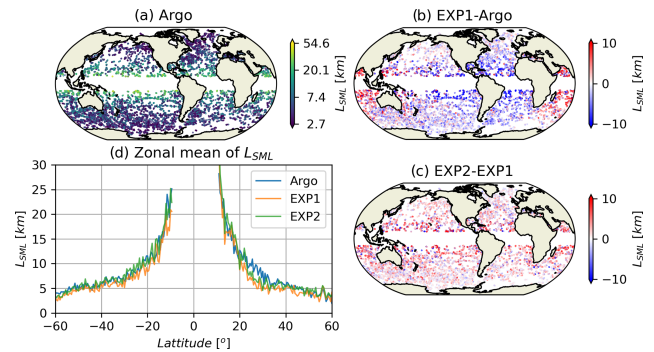 (a) Argo
54.6
20.1
7.4
2.7
L_SML [km]
(b) EXP1-Argo
10
0
−10
L_SML [km]
(d) Zonal mean of L_SML
30
25
20
15
10
5
0
L_SML [km]
−60 −40 −20 0 20 40 60
Lattitude [°]
Argo
EXP1
EXP2
(c) EXP2-EXP1
10
0
−10
L_SML [km]